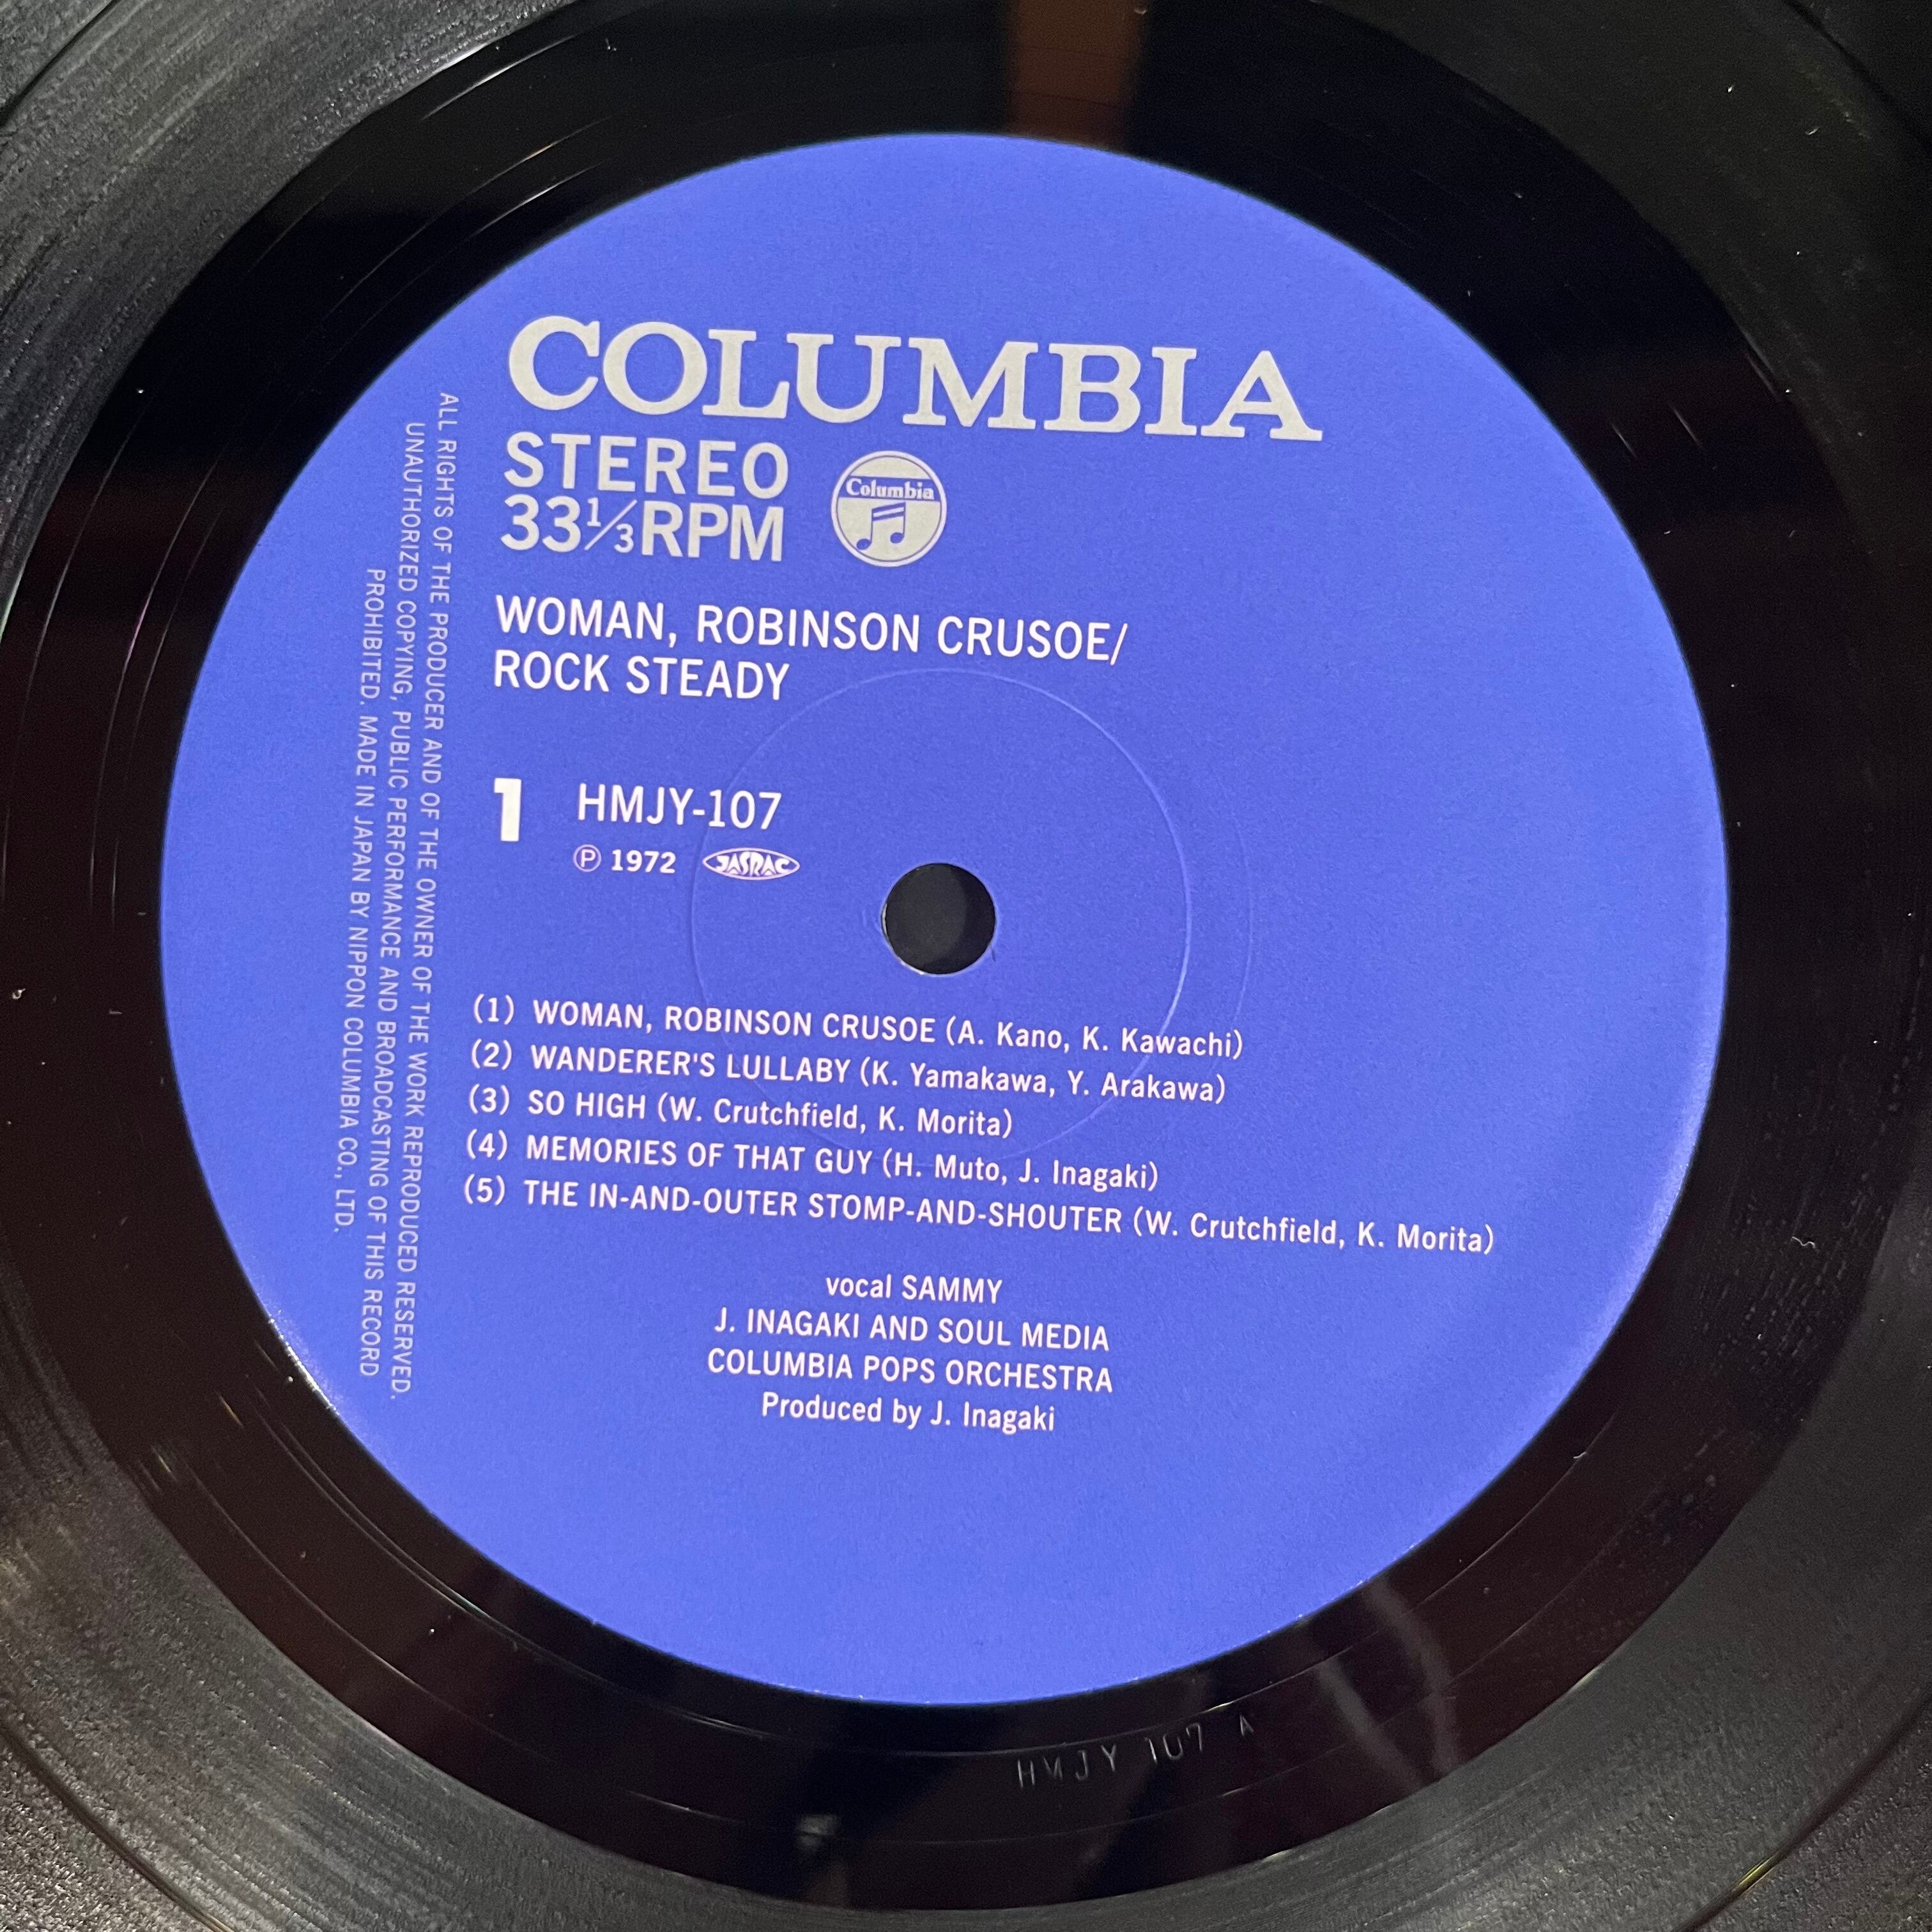 COLUMBIA
STEREO
33 1/3 RPM
Columbia
WOMAN, ROBINSON CRUSOE/
ROCK STEADY
1 HMJY-107
Ⓟ 1972 JASRAC
(1) WOMAN, ROBINSON CRUSOE (A. Kano, K. Kawachi)
(2) WANDERER'S LULLABY (K. Yamakawa, Y. Arakawa)
(3) SO HIGH (W. Crutchfield, K. Morita)
(4) MEMORIES OF THAT GUY (H. Muto, J. Inagaki)
(5) THE IN-AND-OUTER STOMP-AND-SHOUTER (W. Crutchfield, K. Morita)
vocal SAMMY
J. INAGAKI AND SOUL MEDIA
COLUMBIA POPS ORCHESTRA
Produced by J. Inagaki
ALL RIGHTS OF THE PRODUCER AND OF THE OWNER OF THE WORK REPRODUCED RESERVED.
UNAUTHORIZED COPYING, PUBLIC PERFORMANCE AND BROADCASTING OF THIS RECORD
PROHIBITED. MADE IN JAPAN BY NIPPON COLUMBIA CO., LTD.
HMJY 107 A